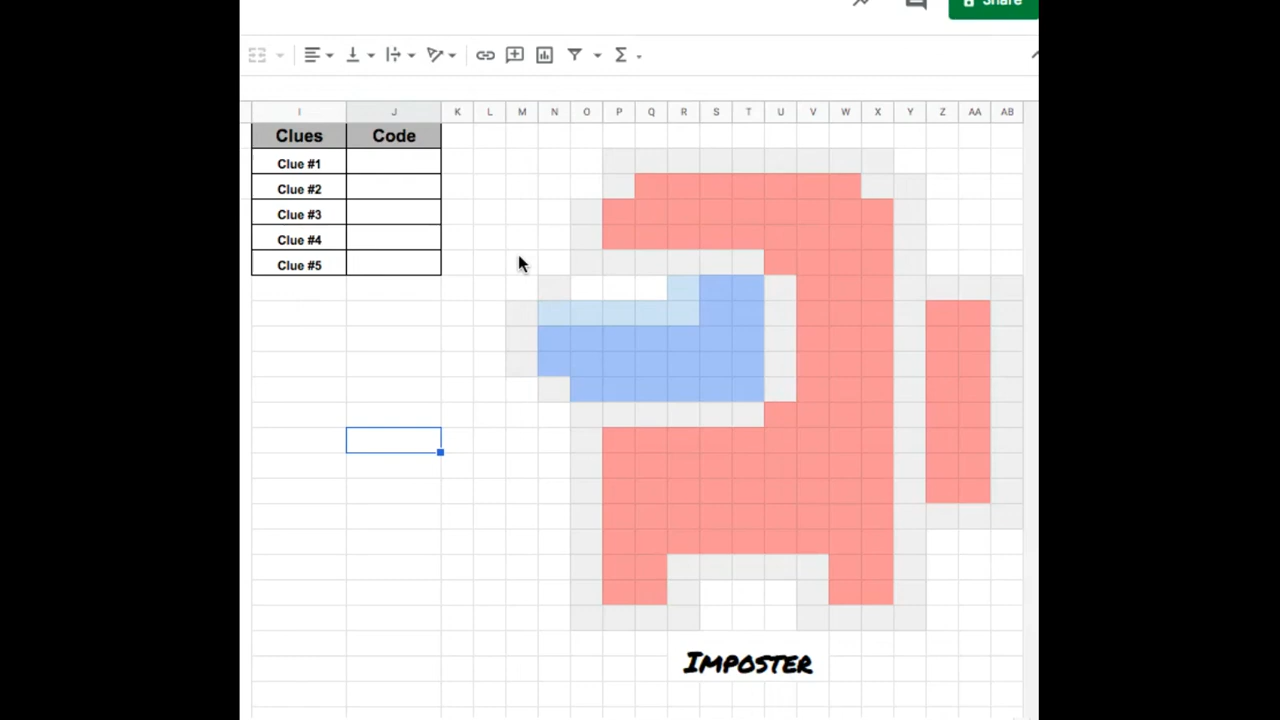 Share
I J K L M N O P Q R S T U V W X Y Z AA AB
Clues Code
Clue #1
Clue #2
Clue #3
Clue #4
Clue #5
IMPOSTER